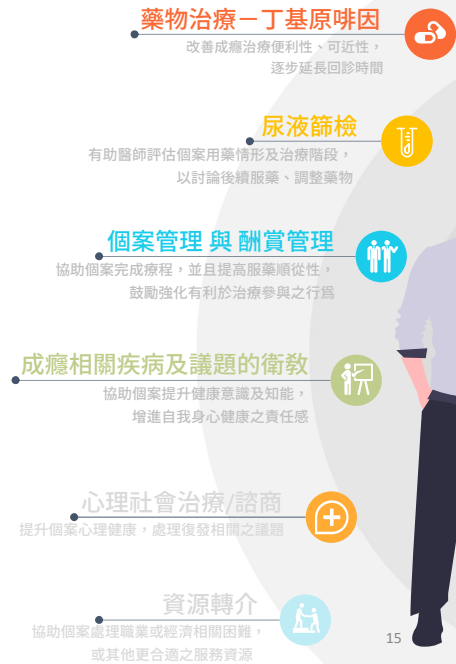 藥物治療－丁基原啡因
改善成癮治療便利性、可近性，
逐步延長回診時間
尿液篩檢
有助醫師評估個案用藥情形及治療階段，
以討論後續服藥、調整藥物
個案管理 與 酬賞管理
協助個案完成療程，並且提高服藥順從性，
鼓勵強化有利於治療參與之行為
成癮相關疾病及議題的衛教
協助個案提升健康意識及知能，
增進自我身心健康之責任感
心理社會治療/諮商
提升個案心理健康，處理復發相關之議題
資源轉介
協助個案處理職業或經濟相關困難，
或其他更合適之服務資源
15